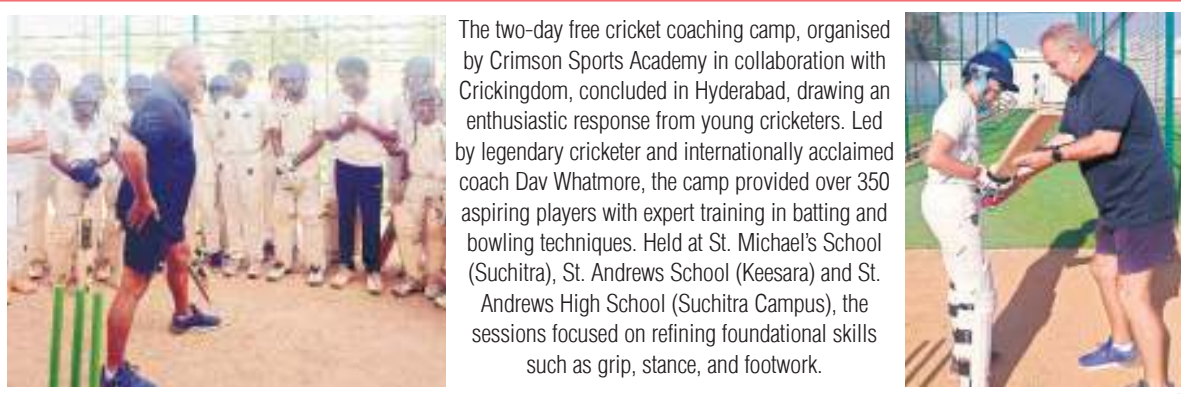 The two-day free cricket coaching camp, organised
by Crimson Sports Academy in collaboration with
Crickingdom, concluded in Hyderabad, drawing an
enthusiastic response from young cricketers. Led
by legendary cricketer and internationally acclaimed
coach Dav Whatmore, the camp provided over 350
aspiring players with expert training in batting and
bowling techniques. Held at St. Michael’s School
(Suchitra), St. Andrews School (Keesara) and St.
Andrews High School (Suchitra Campus), the
sessions focused on refining foundational skills
such as grip, stance, and footwork.